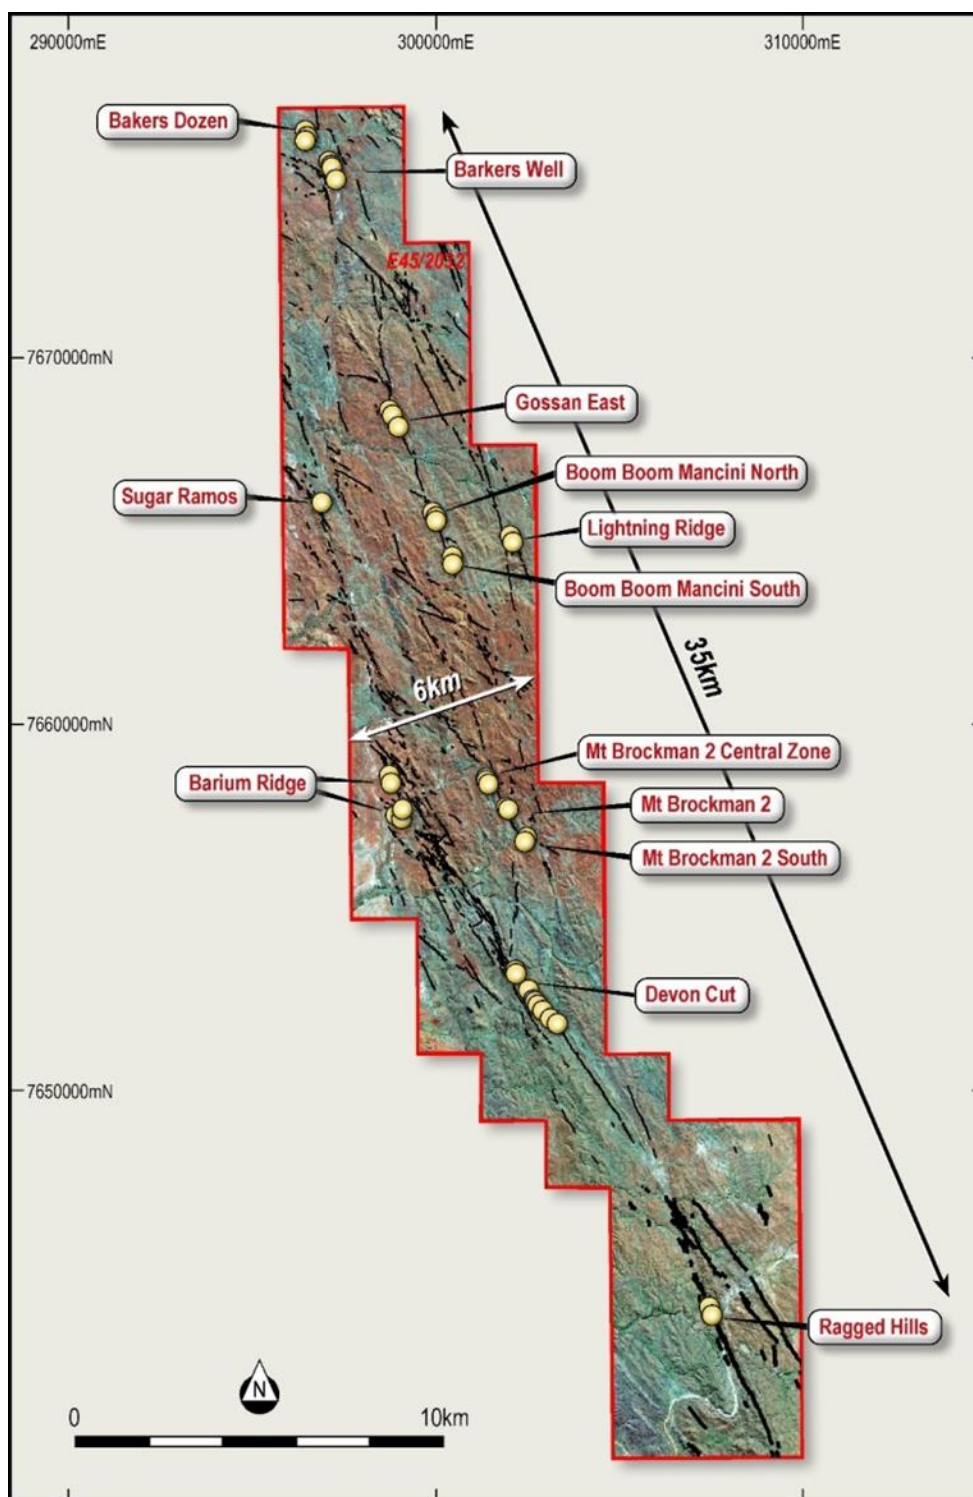 290000mE
300000mE
310000mE
Bakers Dozen
Barkers Well
E45/2032
7670000mN
Gossan East
Boom Boom Mancini North
Sugar Ramos
Lightning Ridge
Boom Boom Mancini South
35km
6km
7660000mN
Mt Brockman 2 Central Zone
Barium Ridge
Mt Brockman 2
Mt Brockman 2 South
Devon Cut
7650000mN
Ragged Hills
N
0
10km